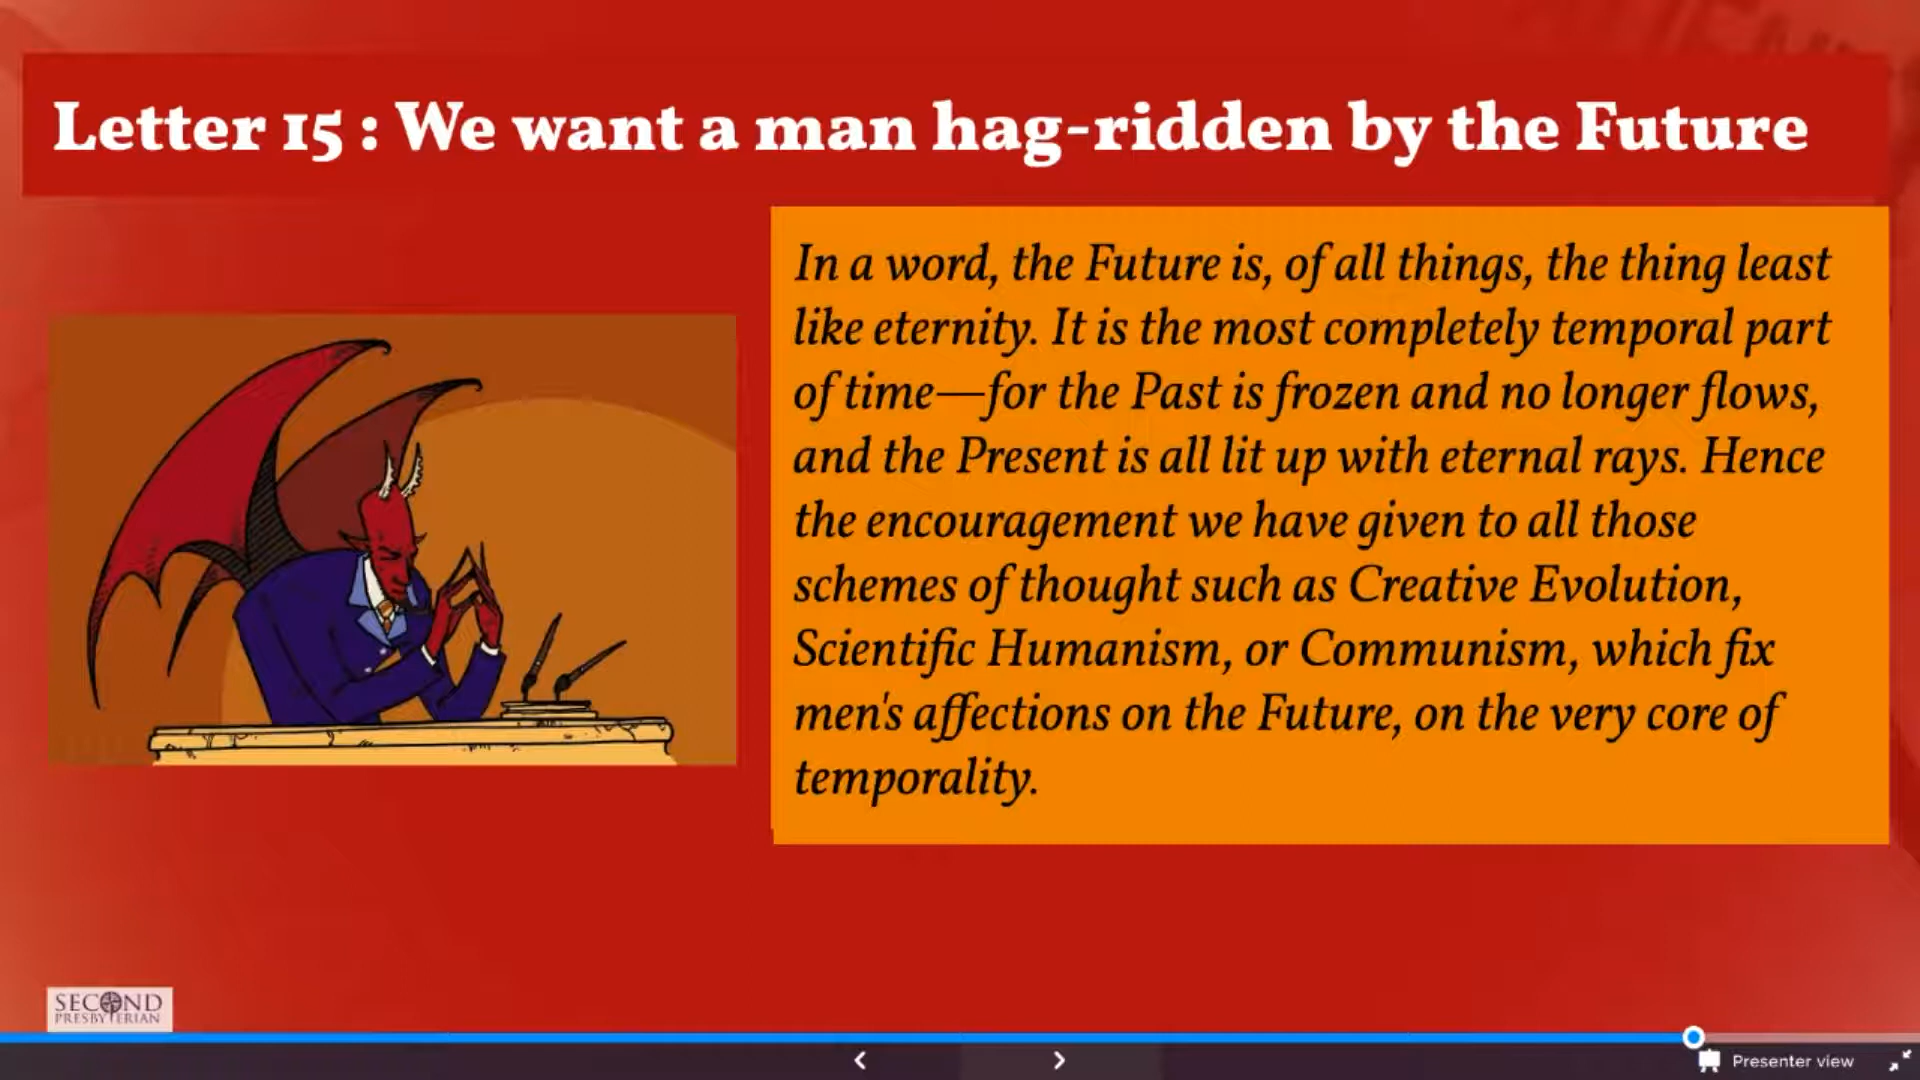 Letter 15 : We want a man hag-ridden by the Future
In a word, the Future is, of all things, the thing least
like eternity. It is the most completely temporal part
of time—for the Past is frozen and no longer flows,
and the Present is all lit up with eternal rays. Hence
the encouragement we have given to all those
schemes of thought such as Creative Evolution,
Scientific Humanism, or Communism, which fix
men's affections on the Future, on the very core of
temporality.
SECOND
PRESBYTERIAN
Presenter view